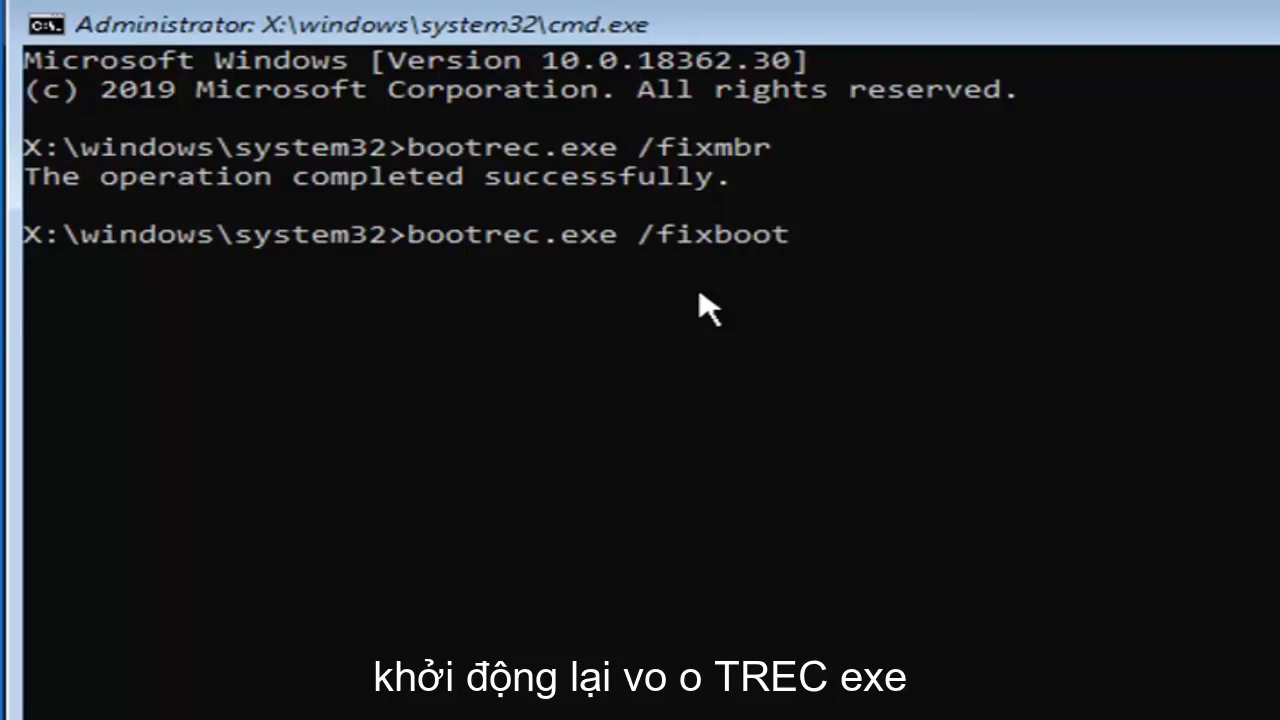 Administrator: X:\windows\system32\cmd.exe
Microsoft Windows [Version 10.0.18362.30]
(c) 2019 Microsoft Corporation. All rights reserved.
X:\windows\system32>bootrec.exe /fixmbr
The operation completed successfully.
X:\windows\system32>bootrec.exe /fixboot
khởi động lại vo o TREC exe